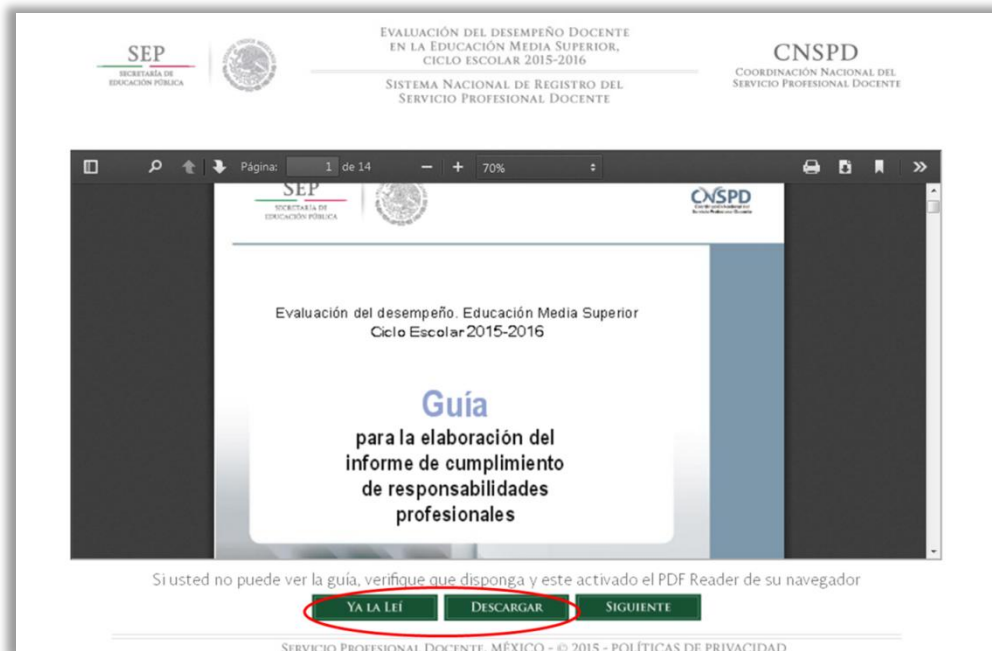 SEP
SECRETARÍA DE
EDUCACIÓN PÚBLICA
EVALUACIÓN DEL DESEMPEÑO DOCENTE
EN LA EDUCACIÓN MEDIA SUPERIOR,
CICLO ESCOLAR 2015-2016
SISTEMA NACIONAL DE REGISTRO DEL
SERVICIO PROFESIONAL DOCENTE
CNSPD
COORDINACIÓN NACIONAL DEL
SERVICIO PROFESIONAL DOCENTE
Página: 1 de 14 70%
SEP
SECRETARÍA DE
EDUCACIÓN PÚBLICA
CNSPD
Evaluación del desempeño. Educación Media Superior
Ciclo Escolar 2015-2016
Guía
para la elaboración del
informe de cumplimiento
de responsabilidades
profesionales
Si usted no puede ver la guía, verifique que disponga y este activado el PDF Reader de su navegador
YA LA LEÍ DESCARGAR SIGUIENTE
SERVICIO PROFESIONAL DOCENTE, MÉXICO - © 2015 - POLÍTICAS DE PRIVACIDAD